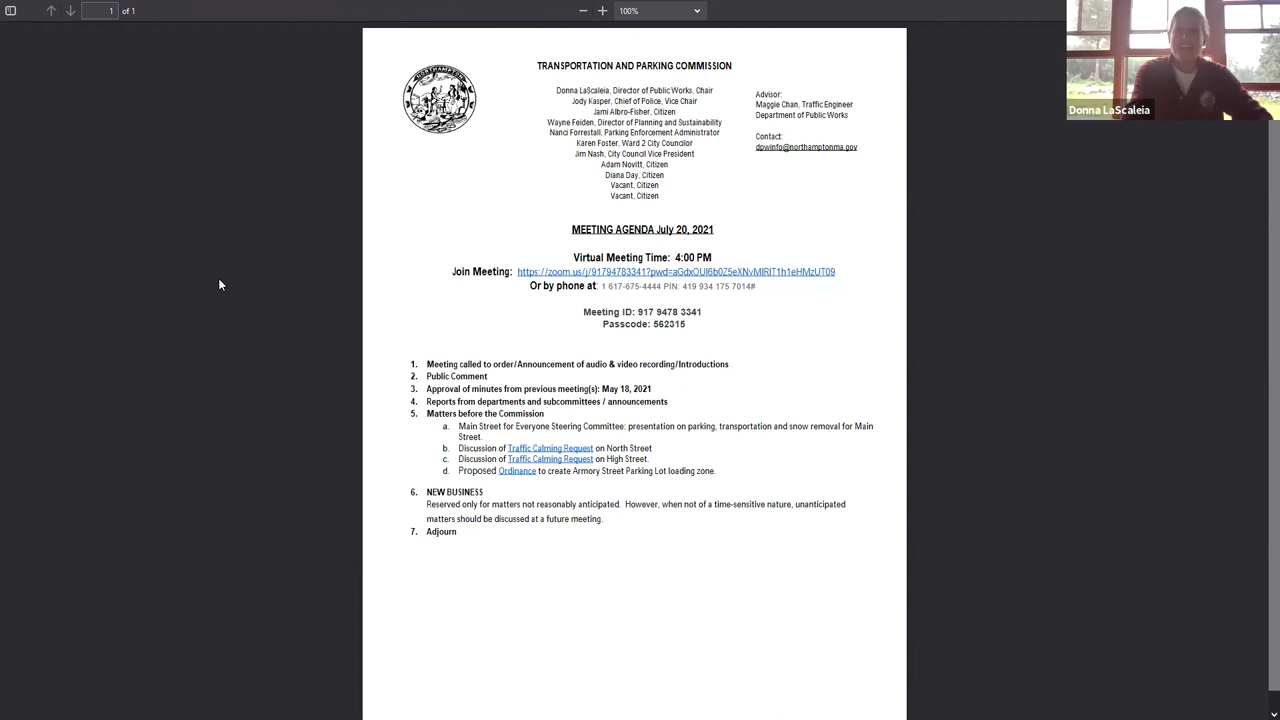 1 of 1
100%
Donna LaScaleia
NORTHAMPTON
TRANSPORTATION AND PARKING COMMISSION
Donna LaScaleia, Director of Public Works, Chair
Jody Kasper, Chief of Police, Vice Chair
Jami Albro-Fisher, Citizen
Wayne Feiden, Director of Planning and Sustainability
Nanci Forrestall, Parking Enforcement Administrator
Karen Foster, Ward 2 City Councilor
Jim Nash, City Council Vice President
Adam Novitt, Citizen
Diana Day, Citizen
Vacant, Citizen
Vacant, Citizen
Advisor:
Maggie Chan, Traffic Engineer
Department of Public Works
Contact:
dpwinfo@northamptonma.gov
MEETING AGENDA July 20, 2021
Virtual Meeting Time: 4:00 PM
Join Meeting:
Or by phone at: 1 617-675-4444 PIN: 419 934 175 7014#
Meeting ID: 917 9478 3341
Passcode: 562315
1. Meeting called to order/Announcement of audio & video recording/Introductions
2. Public Comment
3. Approval of minutes from previous meeting(s): May 18, 2021
4. Reports from departments and subcommittees / announcements
5. Matters before the Commission
a. Main Street for Everyone Steering Committee: presentation on parking, transportation and snow removal for Main
Street.
b. Discussion of Traffic Calming Request on North Street
c. Discussion of Traffic Calming Request on High Street.
d. Proposed Ordinance to create Armory Street Parking Lot loading zone.
6. NEW BUSINESS
Reserved only for matters not reasonably anticipated. However, when not of a time-sensitive nature, unanticipated
matters should be discussed at a future meeting.
7. Adjourn